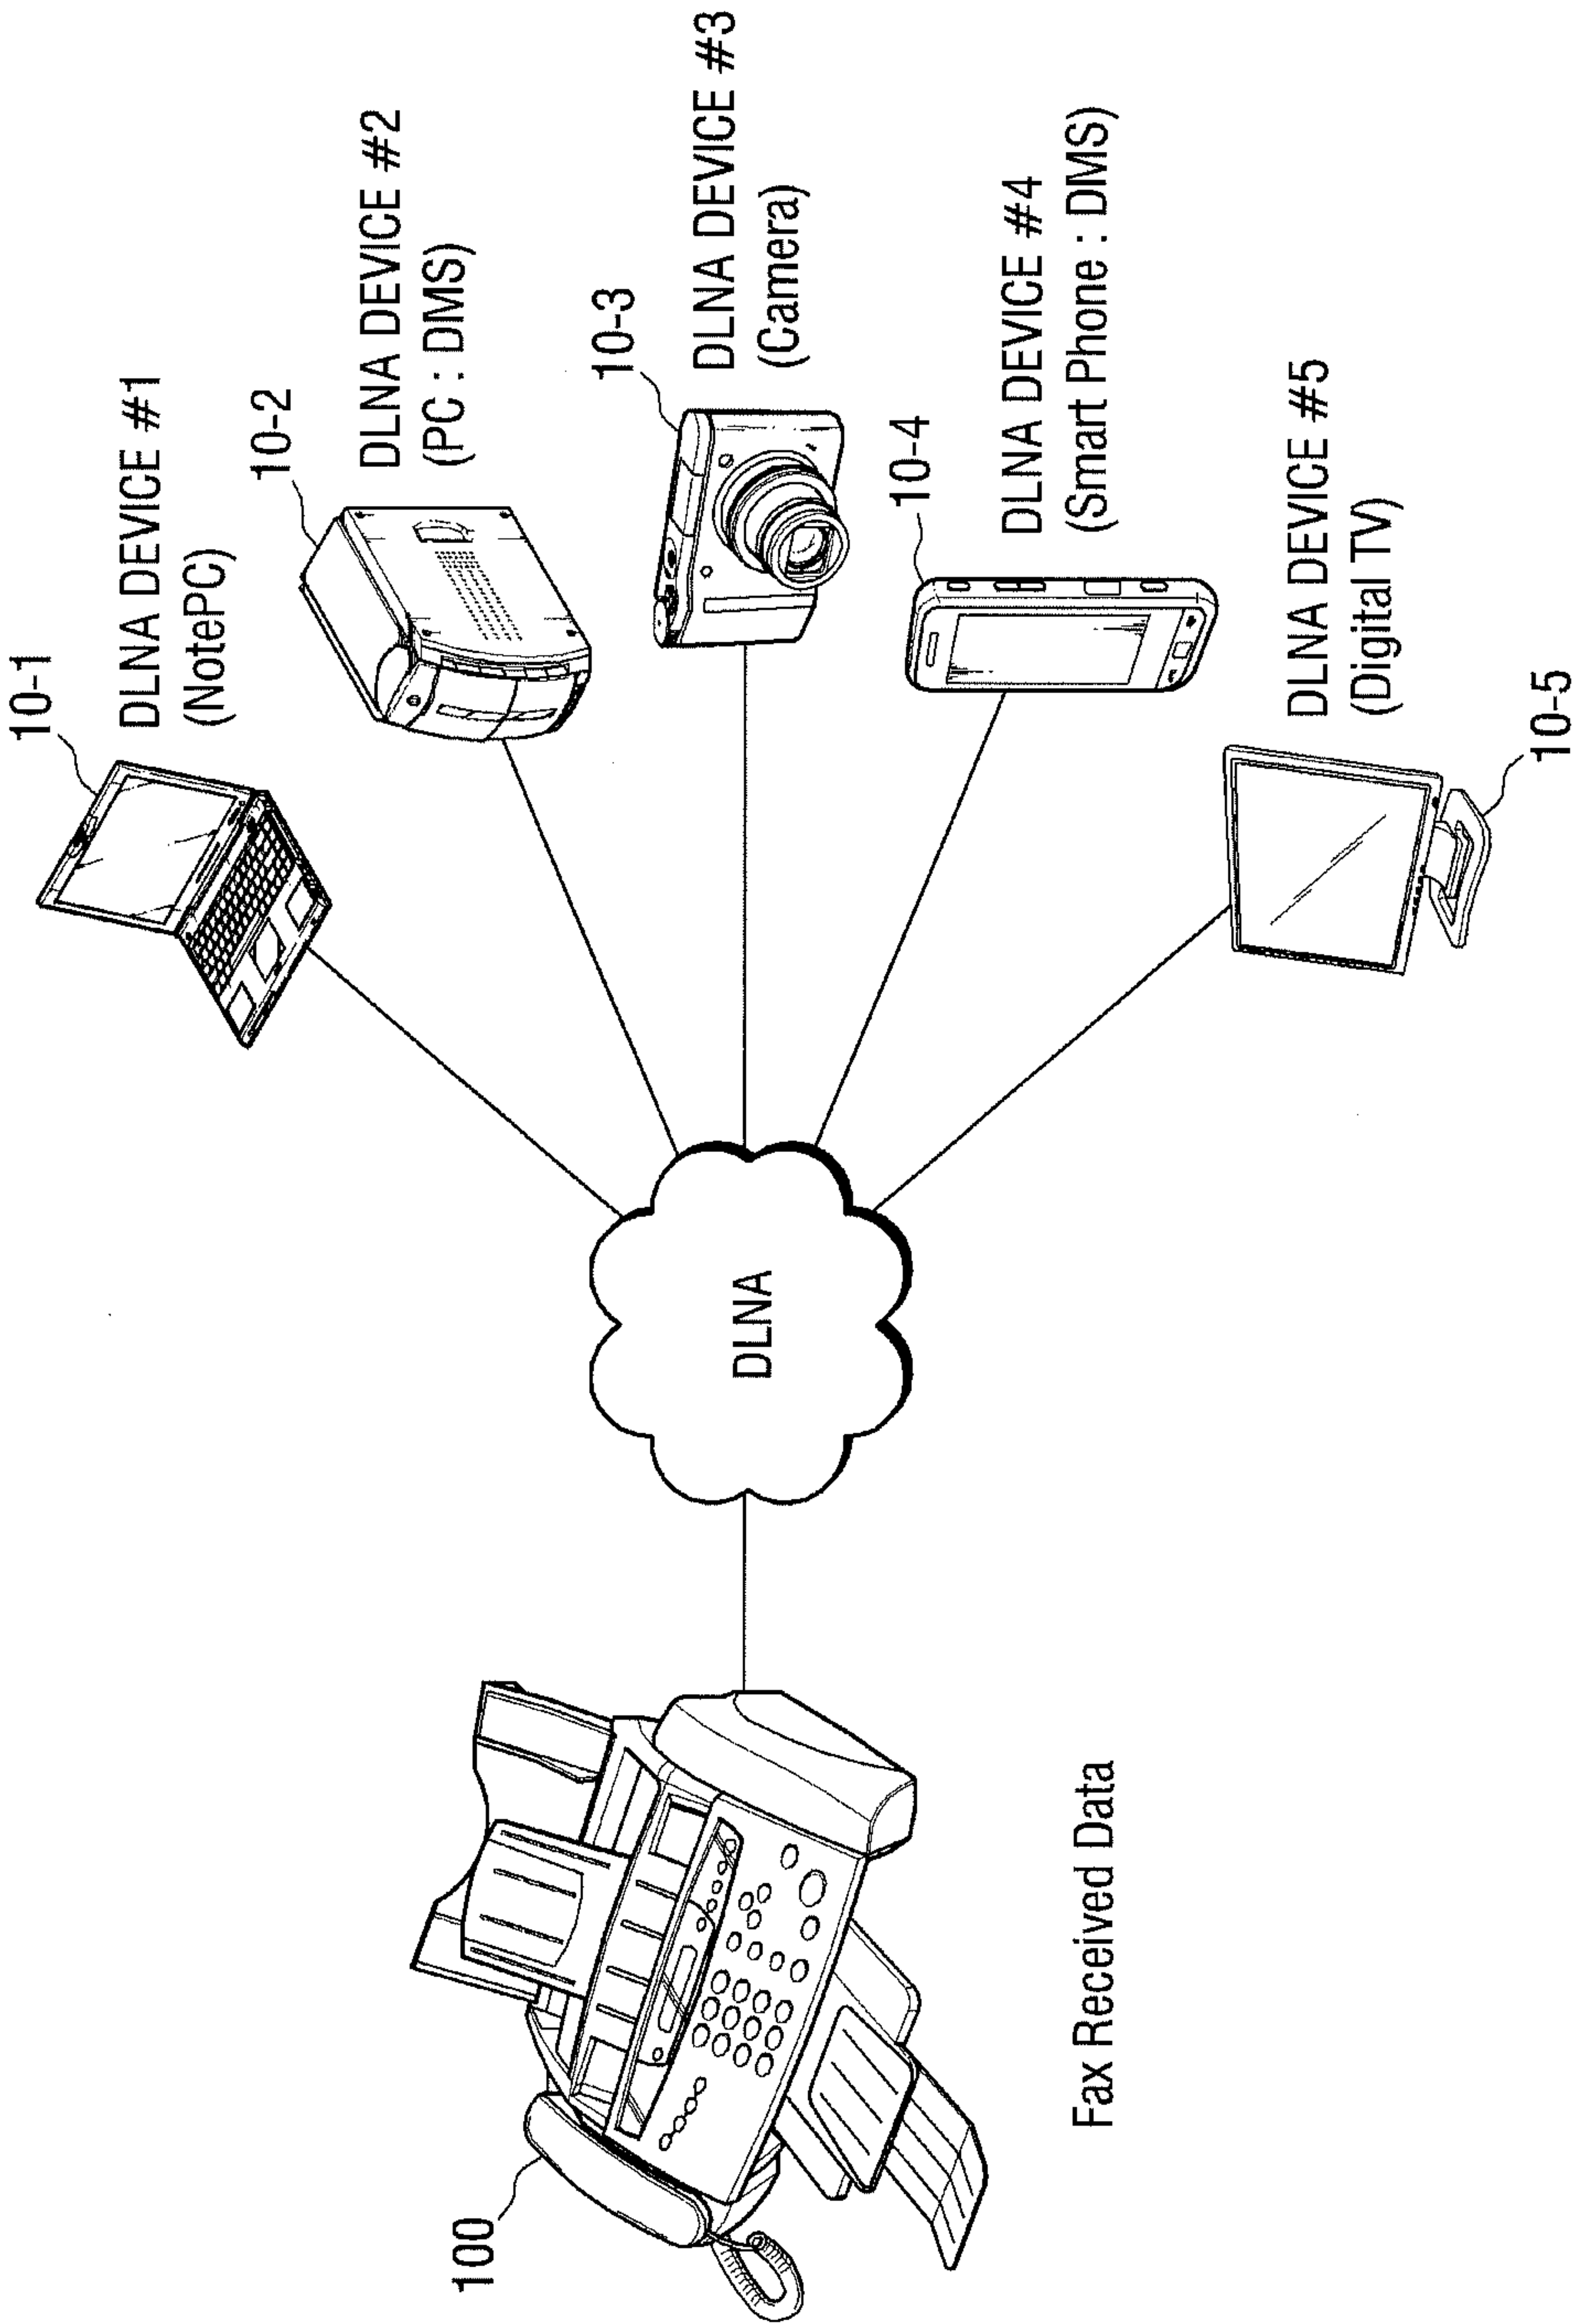 10-1
DLNA DEVICE #1
(NotePC)
10-2
DLNA DEVICE #2
(PC : DMS)
10-3
DLNA DEVICE #3
(Camera)
10-4
DLNA DEVICE #4
(Smart Phone : DMS)
DLNA DEVICE #5
(Digital TV)
10-5
DLNA
100
Fax Received Data